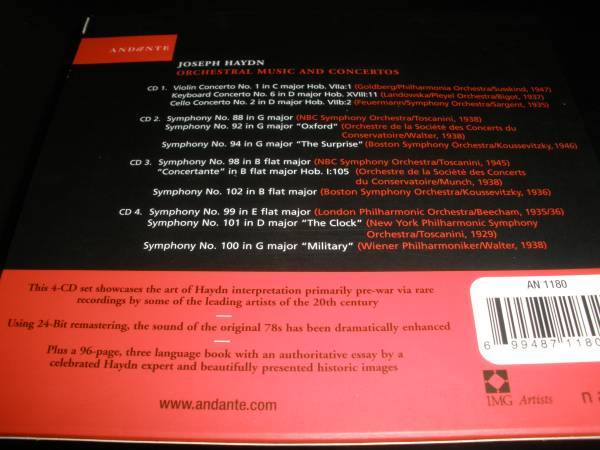 ANDANTE
JOSEPH HAYDN
ORCHESTRAL MUSIC AND CONCERTOS
CD 1. Violin Concerto No. 1 in C major Hob. VIIa:1 (Goldberg/Philharmonia Orchestra/Susskind, 1947)
Keyboard Concerto No. 6 in D major Hob. XVIII:11 (Landowska/Pleyel Orchestra/Bigot, 1937)
Cello Concerto No. 2 in D major Hob. VIIb:2 (Feuermann/Symphony Orchestra/Sargent, 1935)
CD 2. Symphony No. 88 in G major (NBC Symphony Orchestra/Toscanini, 1938)
Symphony No. 92 in G major "Oxford" (Orchestre de la Société des Concerts du
Conservatoire/Walter, 1938)
Symphony No. 94 in G major "The Surprise" (Boston Symphony Orchestra/Koussevitzky, 1946)
CD 3. Symphony No. 98 in B flat major (NBC Symphony Orchestra/Toscanini, 1945)
"Concertante" in B flat major Hob. I:105 (Orchestre de la Société des Concerts
du Conservatoire/Munch, 1938)
Symphony No. 102 in B flat major (Boston Symphony Orchestra/Koussevitzky, 1936)
CD 4. Symphony No. 99 in E flat major (London Philharmonic Orchestra/Beecham, 1935/36)
Symphony No. 101 in D major "The Clock" (New York Philharmonic Symphony
Orchestra/Toscanini, 1929)
Symphony No. 100 in G major "Military" (Wiener Philharmoniker/Walter, 1938)
This 4-CD set showcases the art of Haydn interpretation primarily pre-war via rare
recordings by some of the leading artists of the 20th century
Using 24-Bit remastering, the sound of the original 78s has been dramatically enhanced
Plus a 96-page, three language book with an authoritative essay by a
celebrated Haydn expert and beautifully presented historic images
www.andante.com
AN 1180
6 99487 1180
IMG Artists
n a